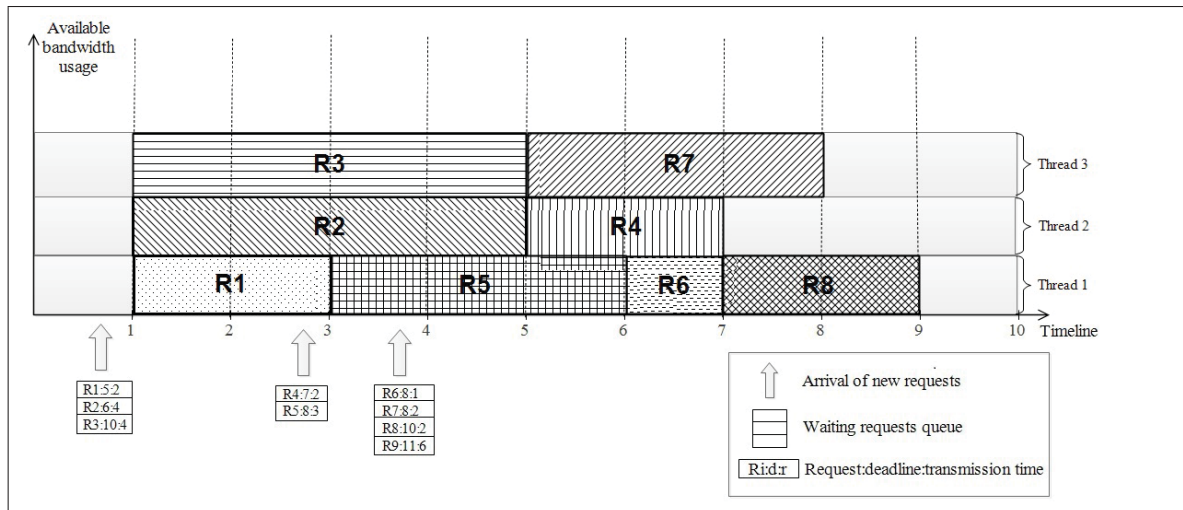 Available
bandwidth
usage
R3
R7
Thread 3
R2
R4
Thread 2
R1
R5
R6
R8
Thread 1
1 2 3 4 5 6 7 8 9 10 Timeline
R1:5:2
R2:6:4
R3:10:4
R4:7:2
R5:8:3
R6:8:1
R7:8:2
R8:10:2
R9:11:6
Arrival of new requests
Waiting requests queue
Ri:d:r Request:deadline:transmission time